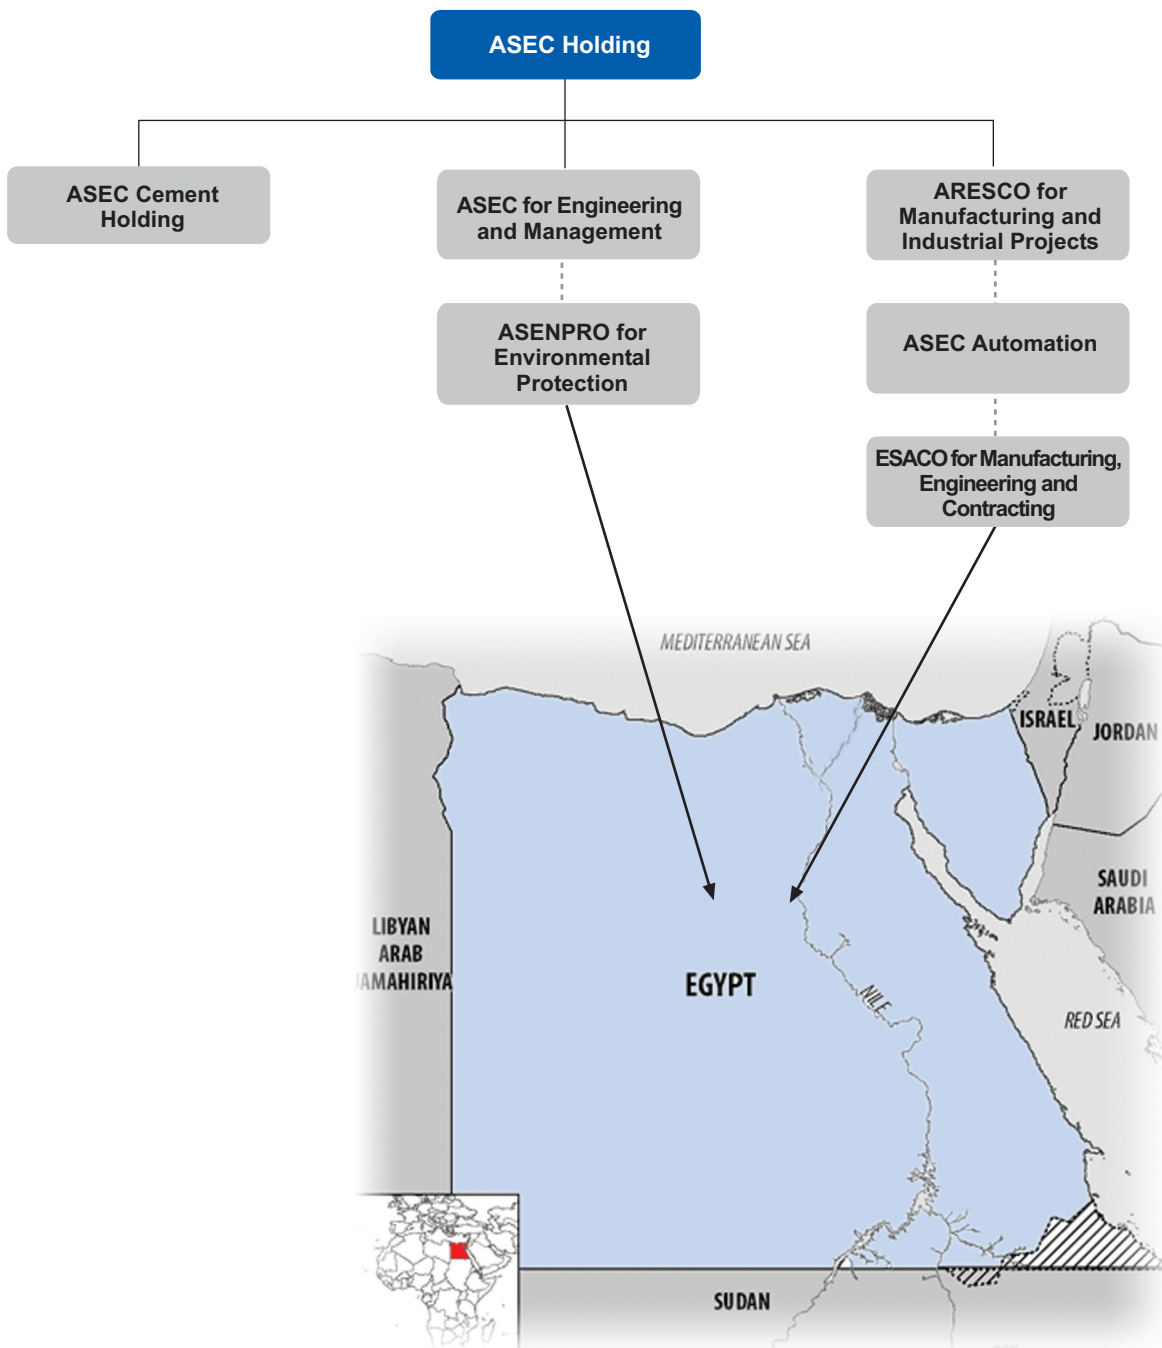 ASEC Holding
ASEC Cement
Holding
ASEC for Engineering
and Management
ARESCO for
Manufacturing and
Industrial Projects
ASENPRO for
Environmental
Protection
ASEC Automation
ESACO for Manufacturing,
Engineering and
Contracting
MEDITERRANEAN SEA
ISRAEL
JORDAN
SAUDI
ARABIA
LIBYAN
ARAB
JAMAHIRIYA
EGYPT
NILE
RED SEA
SUDAN